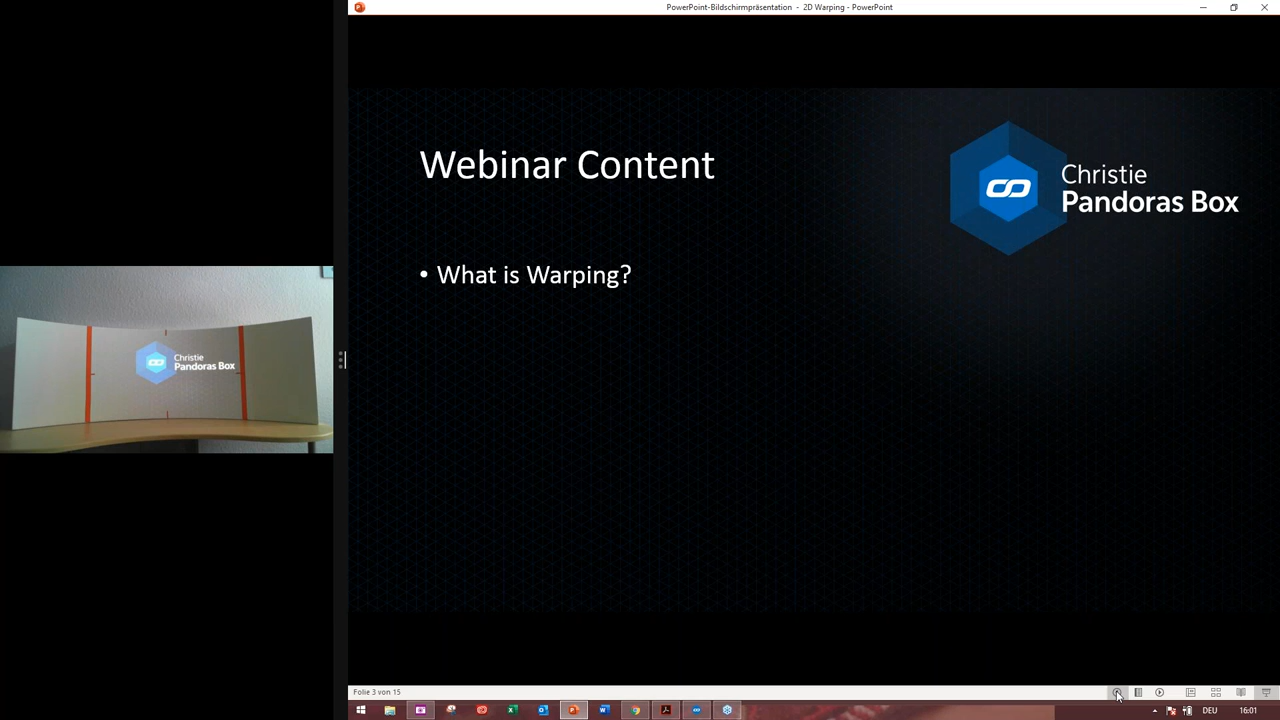 PowerPoint-Bildschirmpräsentation - 2D Warping - PowerPoint
Webinar Content
Christie
Pandoras Box
• What is Warping?
Christie
Pandoras Box
Folie 3 von 15
DEU
16:01